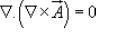 ∇.(∇×A⃗) = 0